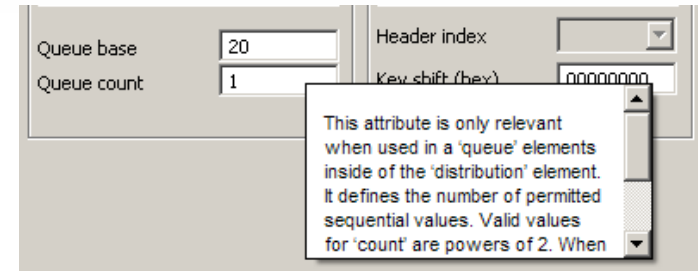 Queue base 20
Header index
Queue count 1
Key shift (hex) 00000000
This attribute is only relevant
when used in a 'queue' elements
inside of the 'distribution' element.
It defines the number of permitted
sequential values. Valid values
for 'count' are powers of 2. When